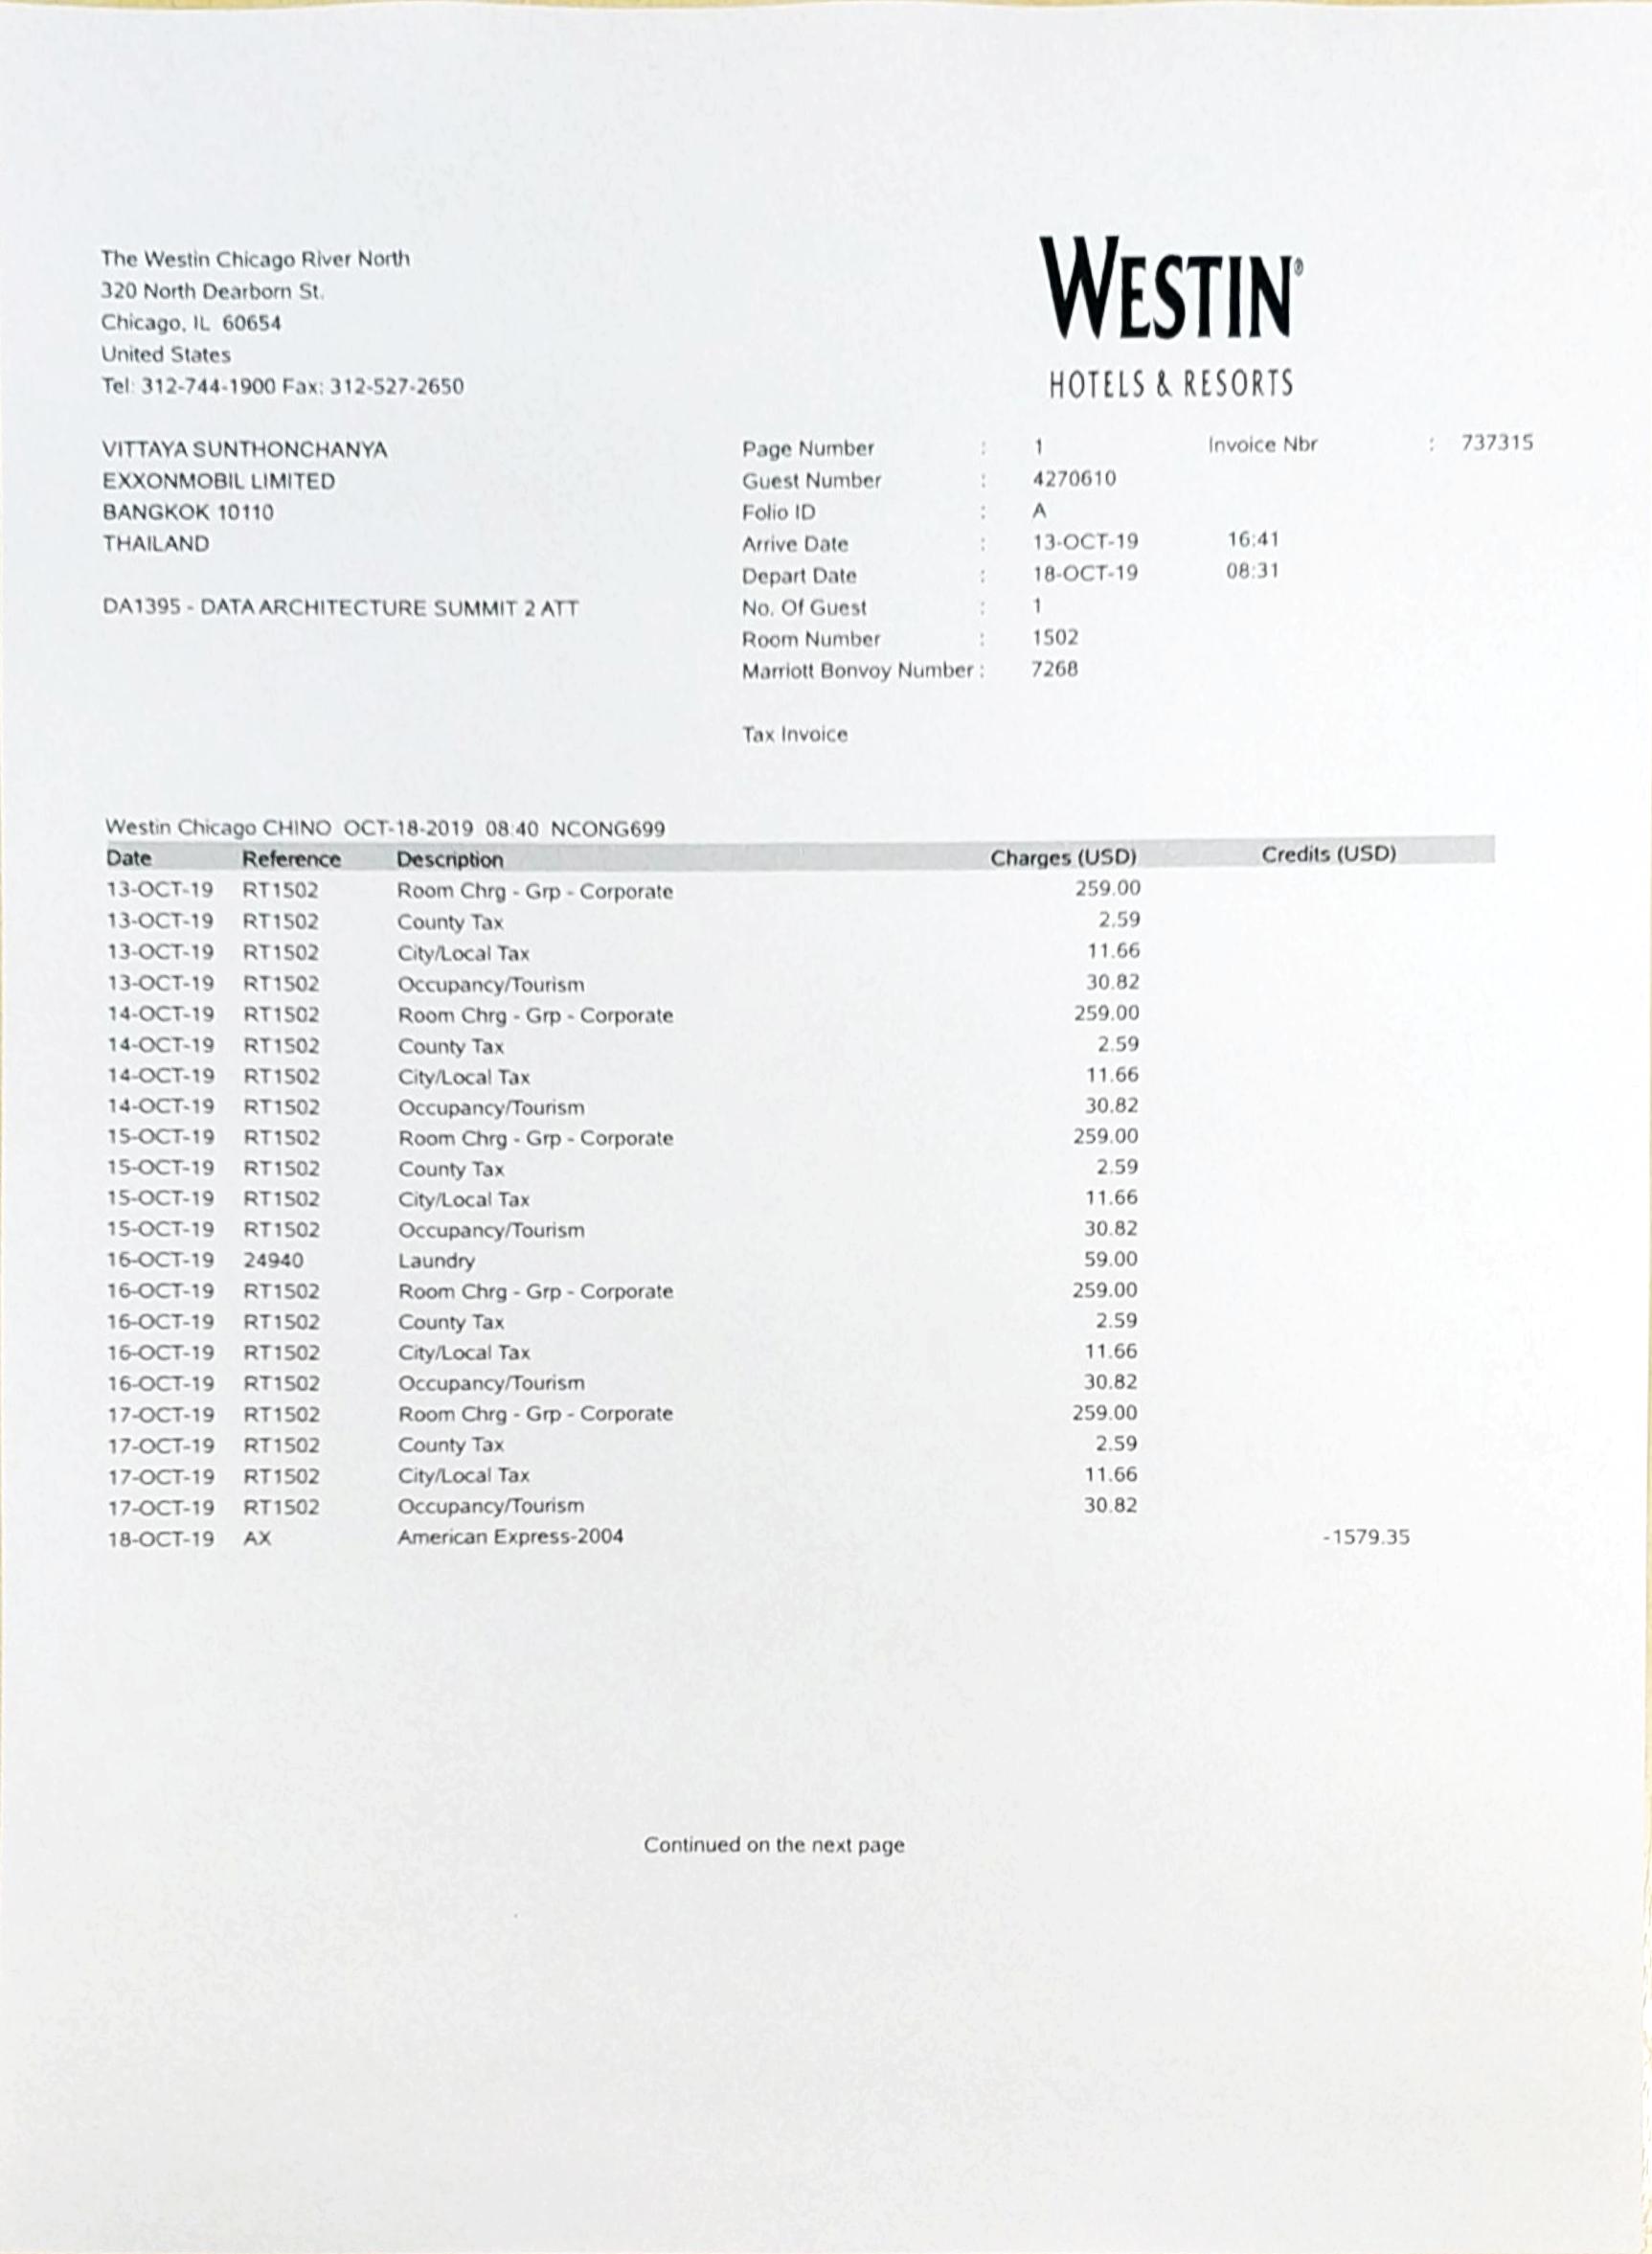 The Westin Chicago River North
320 North Dearborn St.
Chicago, IL 60654
United States
Tel: 312-744-1900 Fax: 312-527-2650
WESTIN®
HOTELS & RESORTS
VITTAYA SUNTHONCHANYA
EXXONMOBIL LIMITED
BANGKOK 10110
THAILAND
DA1395 - DATA ARCHITECTURE SUMMIT 2 ATT
Page Number : 1 Invoice Nbr : 737315
Guest Number : 4270610
Folio ID : A
Arrive Date : 13-OCT-19 16:41
Depart Date : 18-OCT-19 08:31
No. Of Guest : 1
Room Number : 1502
Marriott Bonvoy Number : 7268
Tax Invoice
Westin Chicago CHINO OCT-18-2019 08:40 NCONG699
Date Reference Description Charges (USD) Credits (USD)
13-OCT-19 RT1502 Room Chrg - Grp - Corporate 259.00
13-OCT-19 RT1502 County Tax 2.59
13-OCT-19 RT1502 City/Local Tax 11.66
13-OCT-19 RT1502 Occupancy/Tourism 30.82
14-OCT-19 RT1502 Room Chrg - Grp - Corporate 259.00
14-OCT-19 RT1502 County Tax 2.59
14-OCT-19 RT1502 City/Local Tax 11.66
14-OCT-19 RT1502 Occupancy/Tourism 30.82
15-OCT-19 RT1502 Room Chrg - Grp - Corporate 259.00
15-OCT-19 RT1502 County Tax 2.59
15-OCT-19 RT1502 City/Local Tax 11.66
15-OCT-19 RT1502 Occupancy/Tourism 30.82
16-OCT-19 24940 Laundry 59.00
16-OCT-19 RT1502 Room Chrg - Grp - Corporate 259.00
16-OCT-19 RT1502 County Tax 2.59
16-OCT-19 RT1502 City/Local Tax 11.66
16-OCT-19 RT1502 Occupancy/Tourism 30.82
17-OCT-19 RT1502 Room Chrg - Grp - Corporate 259.00
17-OCT-19 RT1502 County Tax 2.59
17-OCT-19 RT1502 City/Local Tax 11.66
17-OCT-19 RT1502 Occupancy/Tourism 30.82
18-OCT-19 AX American Express-2004 -1579.35
Continued on the next page